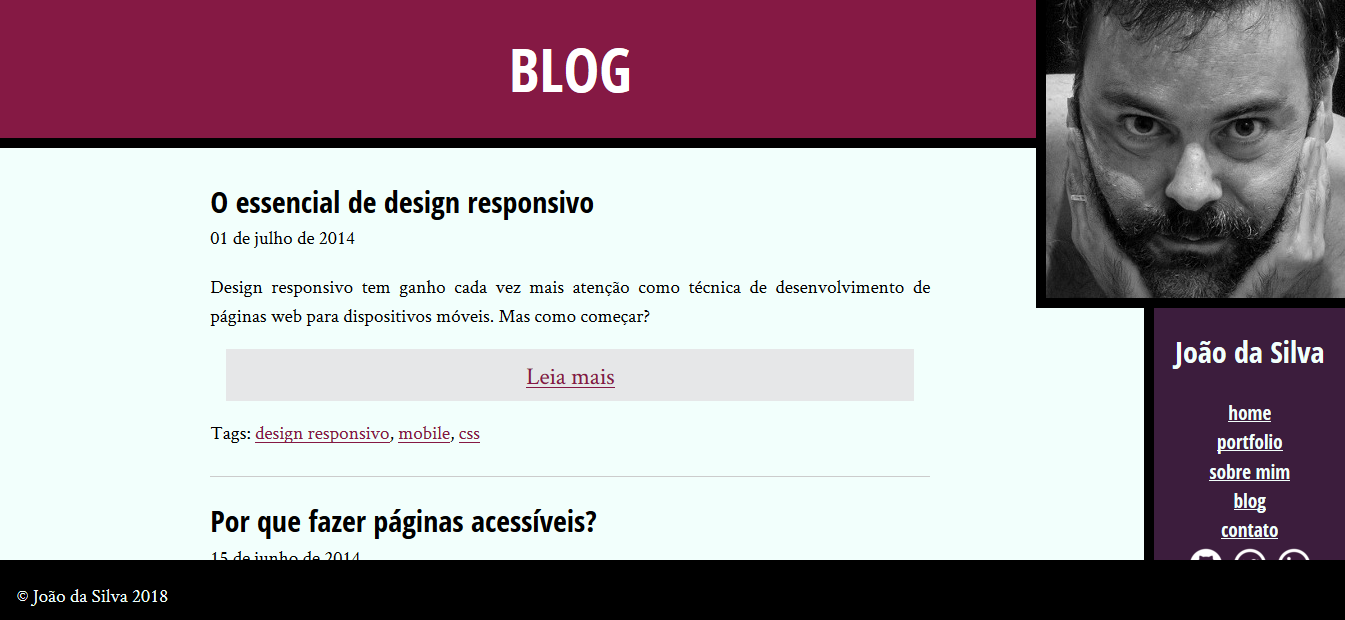 BLOG
O essencial de design responsivo
01 de julho de 2014
Design responsivo tem ganho cada vez mais atenção como técnica de desenvolvimento de
páginas web para dispositivos móveis. Mas como começar?
Leia mais
Tags: design responsivo, mobile, css
Por que fazer páginas acessíveis?
15 de junho de 2014
João da Silva
home
portfolio
sobre mim
blog
contato
© João da Silva 2018